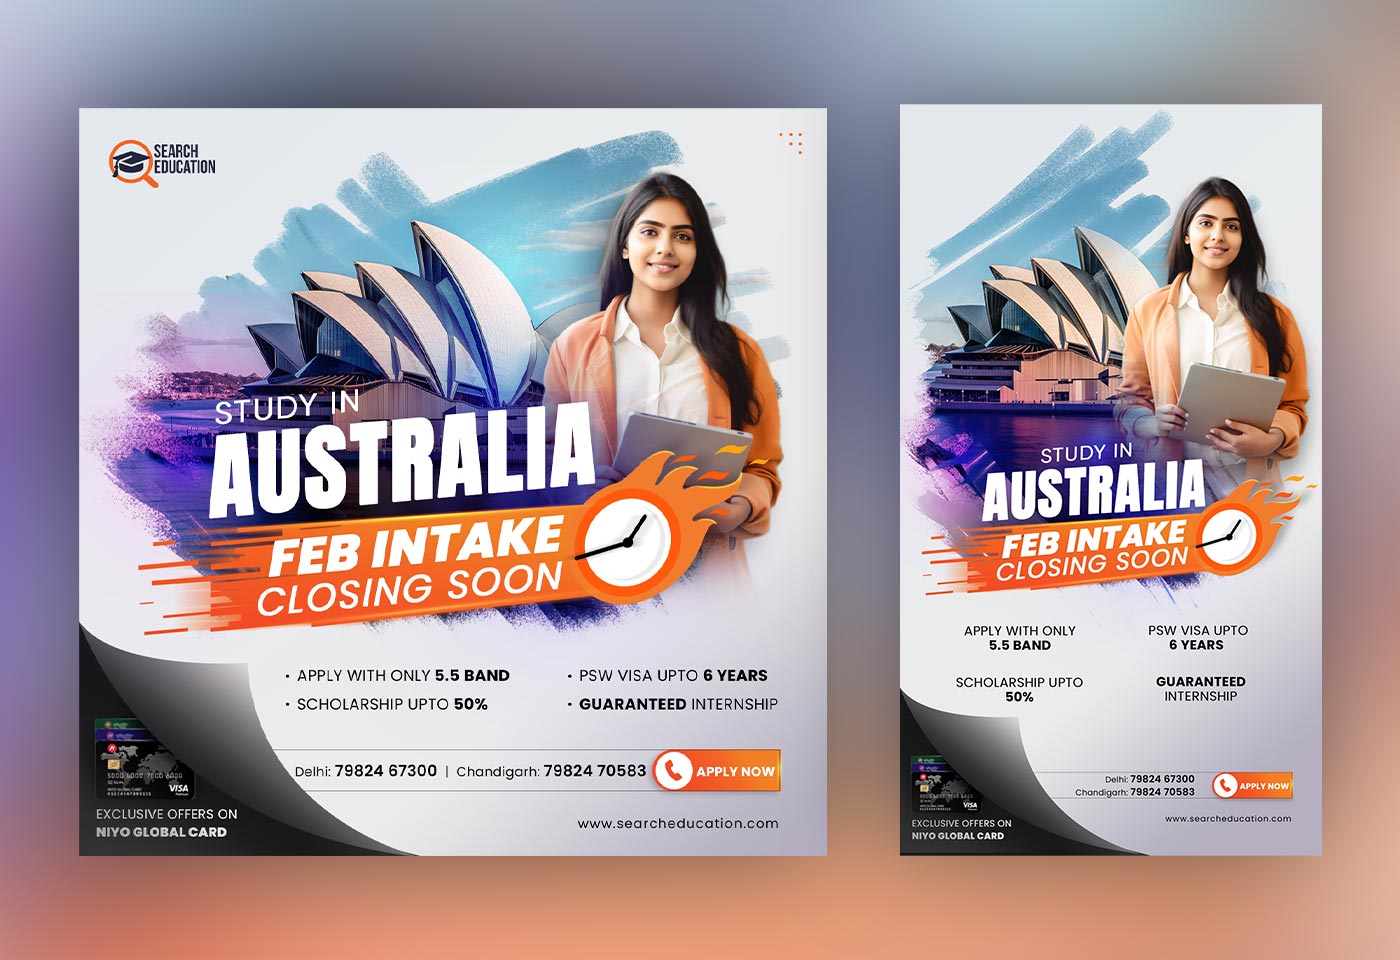 SEARCH
EDUCATION
STUDY IN
AUSTRALIA
FEB INTAKE
CLOSING SOON
• APPLY WITH ONLY 5.5 BAND
• SCHOLARSHIP UPTO 50%
• PSW VISA UPTO 6 YEARS
• GUARANTEED INTERNSHIP
Delhi: 79824 67300 | Chandigarh: 79824 70583
APPLY NOW
www.searcheducation.com
VISA
EXCLUSIVE OFFERS ON
NIYO GLOBAL CARD
STUDY IN
AUSTRALIA
FEB INTAKE
CLOSING SOON
APPLY WITH ONLY
5.5 BAND
PSW VISA UPTO
6 YEARS
SCHOLARSHIP UPTO
50%
GUARANTEED
INTERNSHIP
Delhi: 79824 67300
Chandigarh: 79824 70583
APPLY NOW
www.searcheducation.com
VISA
EXCLUSIVE OFFERS ON
NIYO GLOBAL CARD